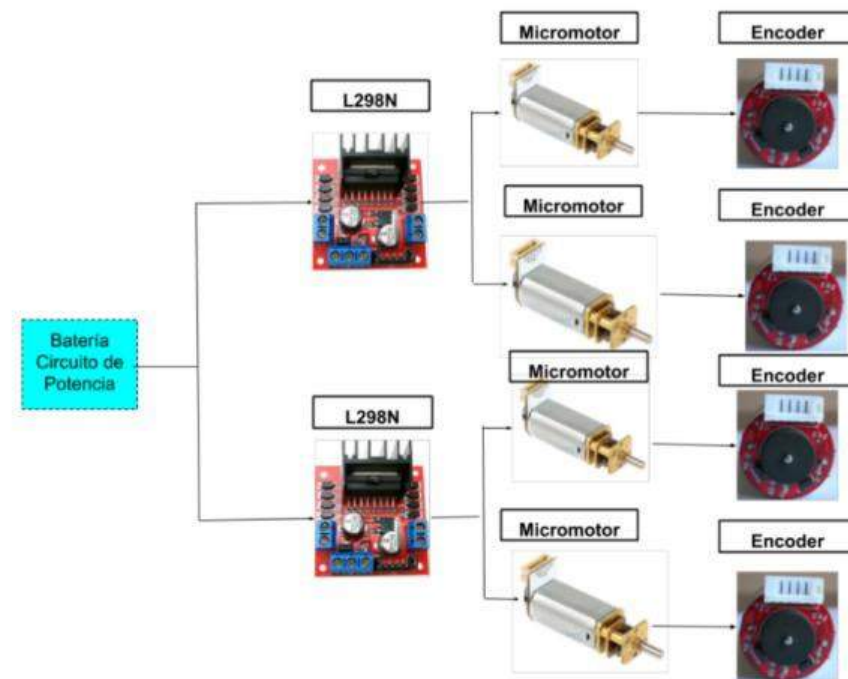 Micromotor
Encoder
L298N
Micromotor
Encoder
Batería
Circuito de
Potencia
Micromotor
Encoder
L298N
Micromotor
Encoder